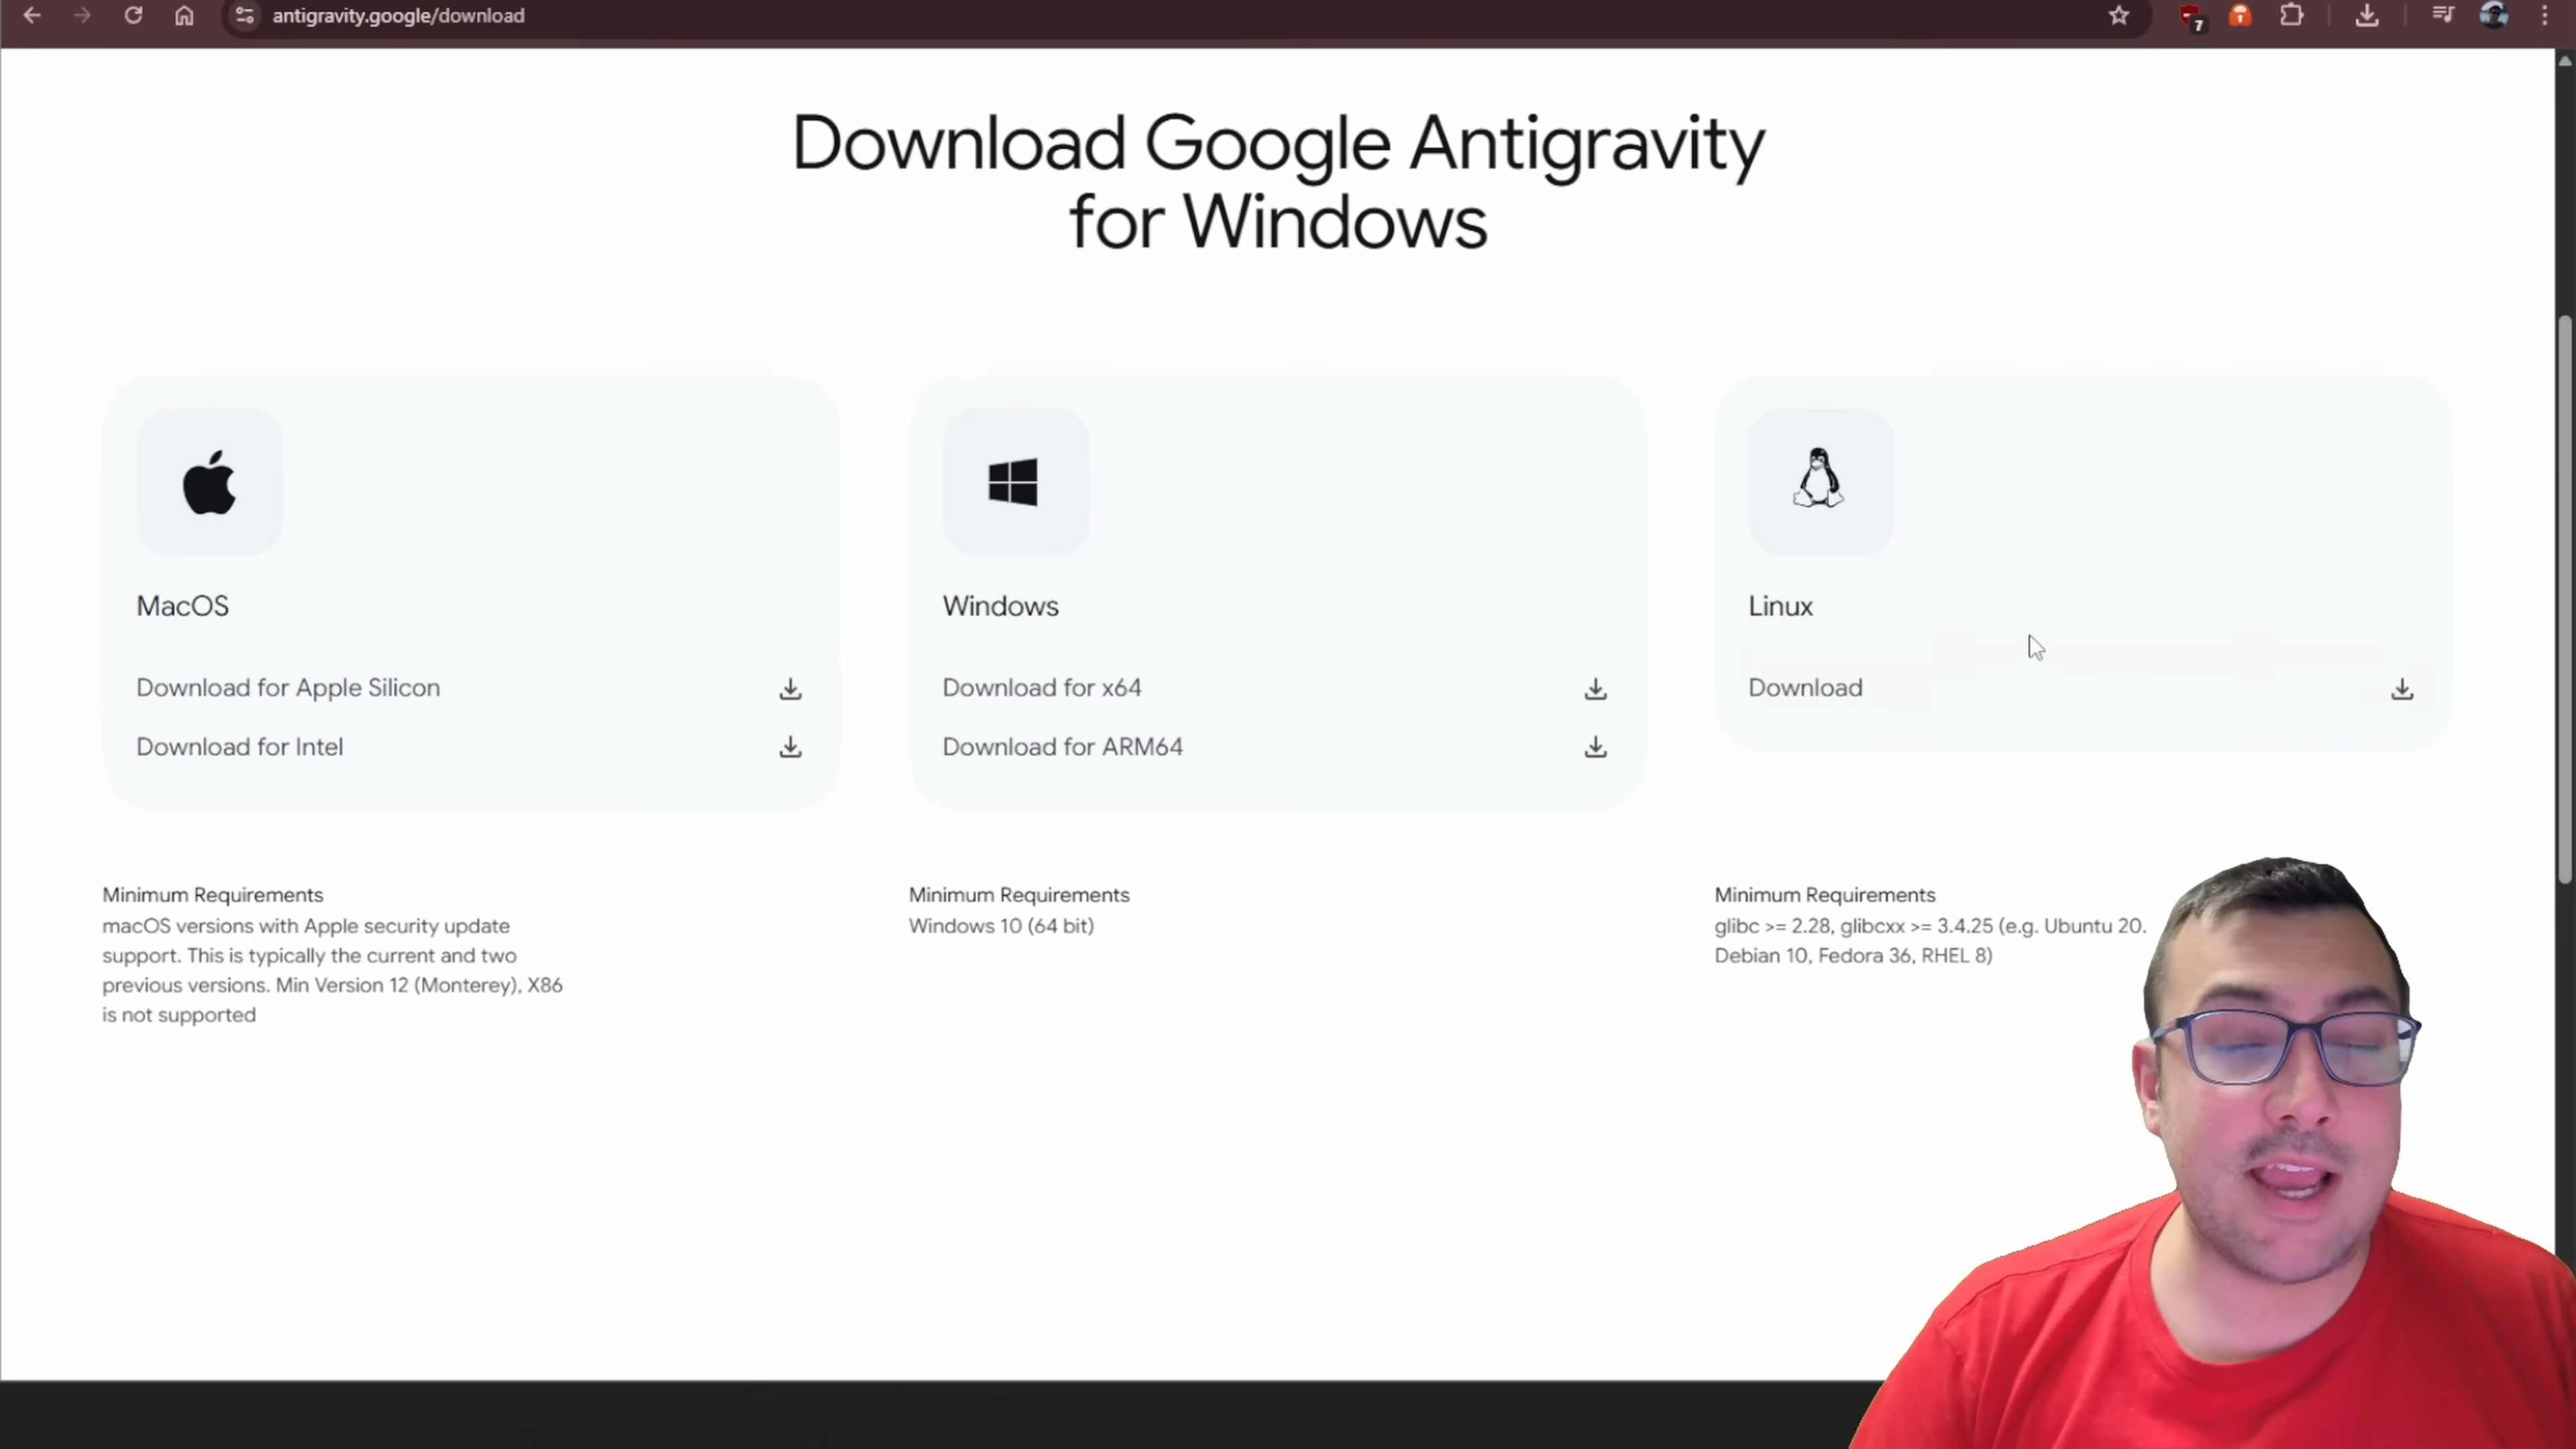 antigravity.google/download
7
Download Google Antigravity
for Windows
MacOS
Download for Apple Silicon
Download for Intel
Windows
Download for x64
Download for ARM64
Linux
Download
Minimum Requirements
macOS versions with Apple security update
support. This is typically the current and two
previous versions. Min Version 12 (Monterey), X86
is not supported
Minimum Requirements
Windows 10 (64 bit)
Minimum Requirements
glibc >= 2.28, glibcxx >= 3.4.25 (e.g. Ubuntu 20.
Debian 10, Fedora 36, RHEL 8)